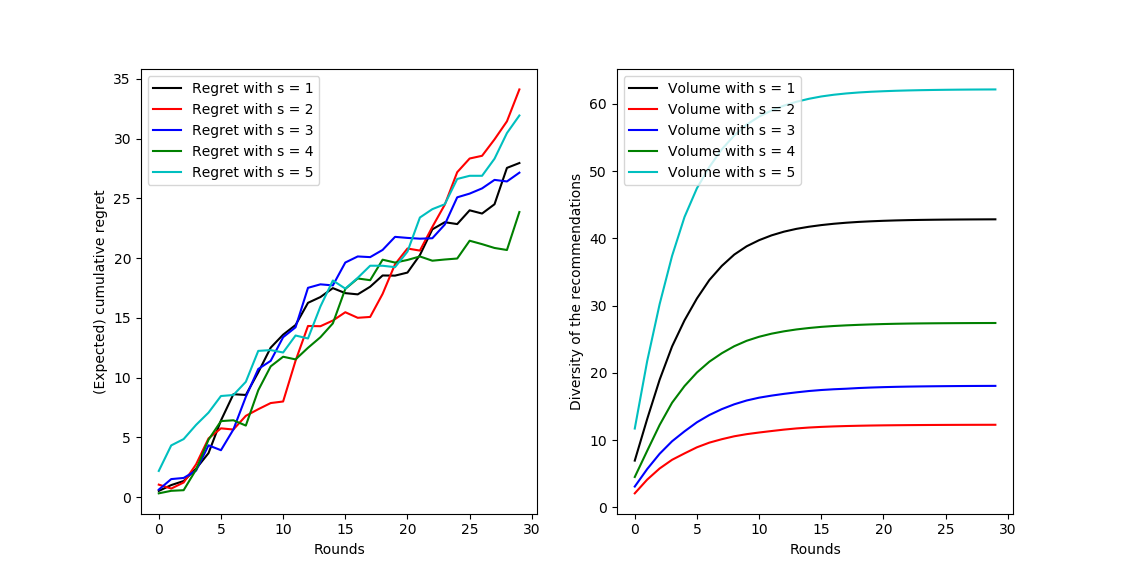 35
30
25
20
15
10
5
0
(Expected) cumulative regret
Regret with s = 1
Regret with s = 2
Regret with s = 3
Regret with s = 4
Regret with s = 5
0 5 10 15 20 25 30
Rounds
60
50
40
30
20
10
0
Diversity of the recommendations
Volume with s = 1
Volume with s = 2
Volume with s = 3
Volume with s = 4
Volume with s = 5
0 5 10 15 20 25 30
Rounds